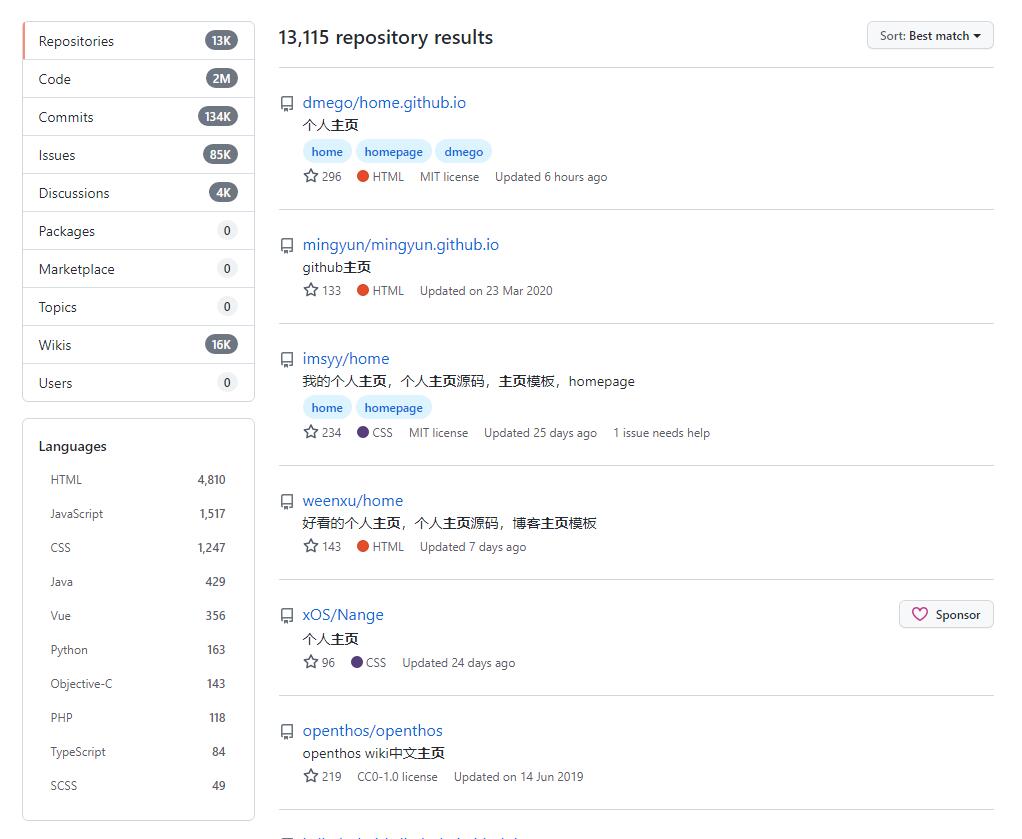 Repositories 13K
Code 2M
Commits 134K
Issues 85K
Discussions 4K
Packages 0
Marketplace 0
Topics 0
Wikis 16K
Users 0
Languages
HTML 4,810
JavaScript 1,517
CSS 1,247
Java 429
Vue 356
Python 163
Objective-C 143
PHP 118
TypeScript 84
SCSS 49
13,115 repository results
Sort: Best match
dmego/home.github.io
个人主页
home homepage dmego
296 HTML MIT license Updated 6 hours ago
mingyun/mingyun.github.io
github主页
133 HTML Updated on 23 Mar 2020
imsyy/home
我的个人主页，个人主页源码，主页模板，homepage
home homepage
234 CSS MIT license Updated 25 days ago 1 issue needs help
weenxu/home
好看的个人主页，个人主页源码，博客主页模板
143 HTML Updated 7 days ago
xOS/Nange
Sponsor
个人主页
96 CSS Updated 24 days ago
openthos/openthos
openthos wiki中文主页
219 CC0-1.0 license Updated on 14 Jun 2019